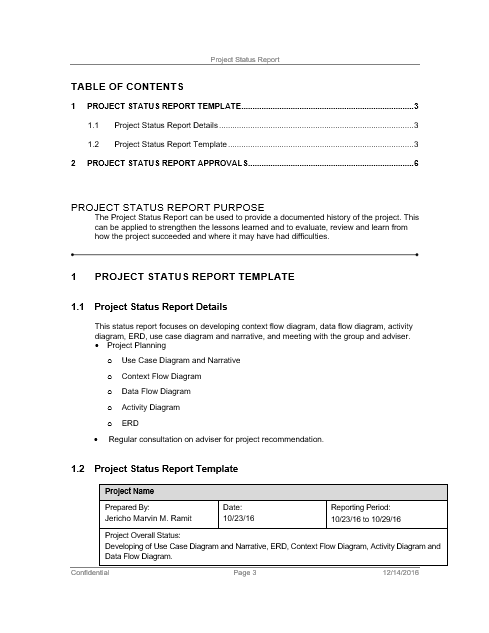 Project Status Report
TABLE OF CONTENTS
1 PROJECT STATUS REPORT TEMPLATE.......................................................................3
1.1 Project Status Report Details.......................................................................................3
1.2 Project Status Report Template...................................................................................3
2 PROJECT STATUS REPORT APPROVALS.....................................................................6
PROJECT STATUS REPORT PURPOSE
The Project Status Report can be used to provide a documented history of the project. This
can be applied to strengthen the lessons learned and to evaluate, review and learn from
how the project succeeded and where it may have had difficulties.
1 PROJECT STATUS REPORT TEMPLATE
1.1 Project Status Report Details
This status report focuses on developing context flow diagram, data flow diagram, activity
diagram, ERD, use case diagram and narrative, and meeting with the group and adviser.
• Project Planning
o Use Case Diagram and Narrative
o Context Flow Diagram
o Data Flow Diagram
o Activity Diagram
o ERD
• Regular consultation on adviser for project recommendation.
1.2 Project Status Report Template
Project Name
Prepared By: Date: Reporting Period:
Jericho Marvin M. Ramit 10/23/16 10/23/16 to 10/29/16
Project Overall Status:
Developing of Use Case Diagram and Narrative, ERD, Context Flow Diagram, Activity Diagram and
Data Flow Diagram.
Confidential Page 3 12/14/2016